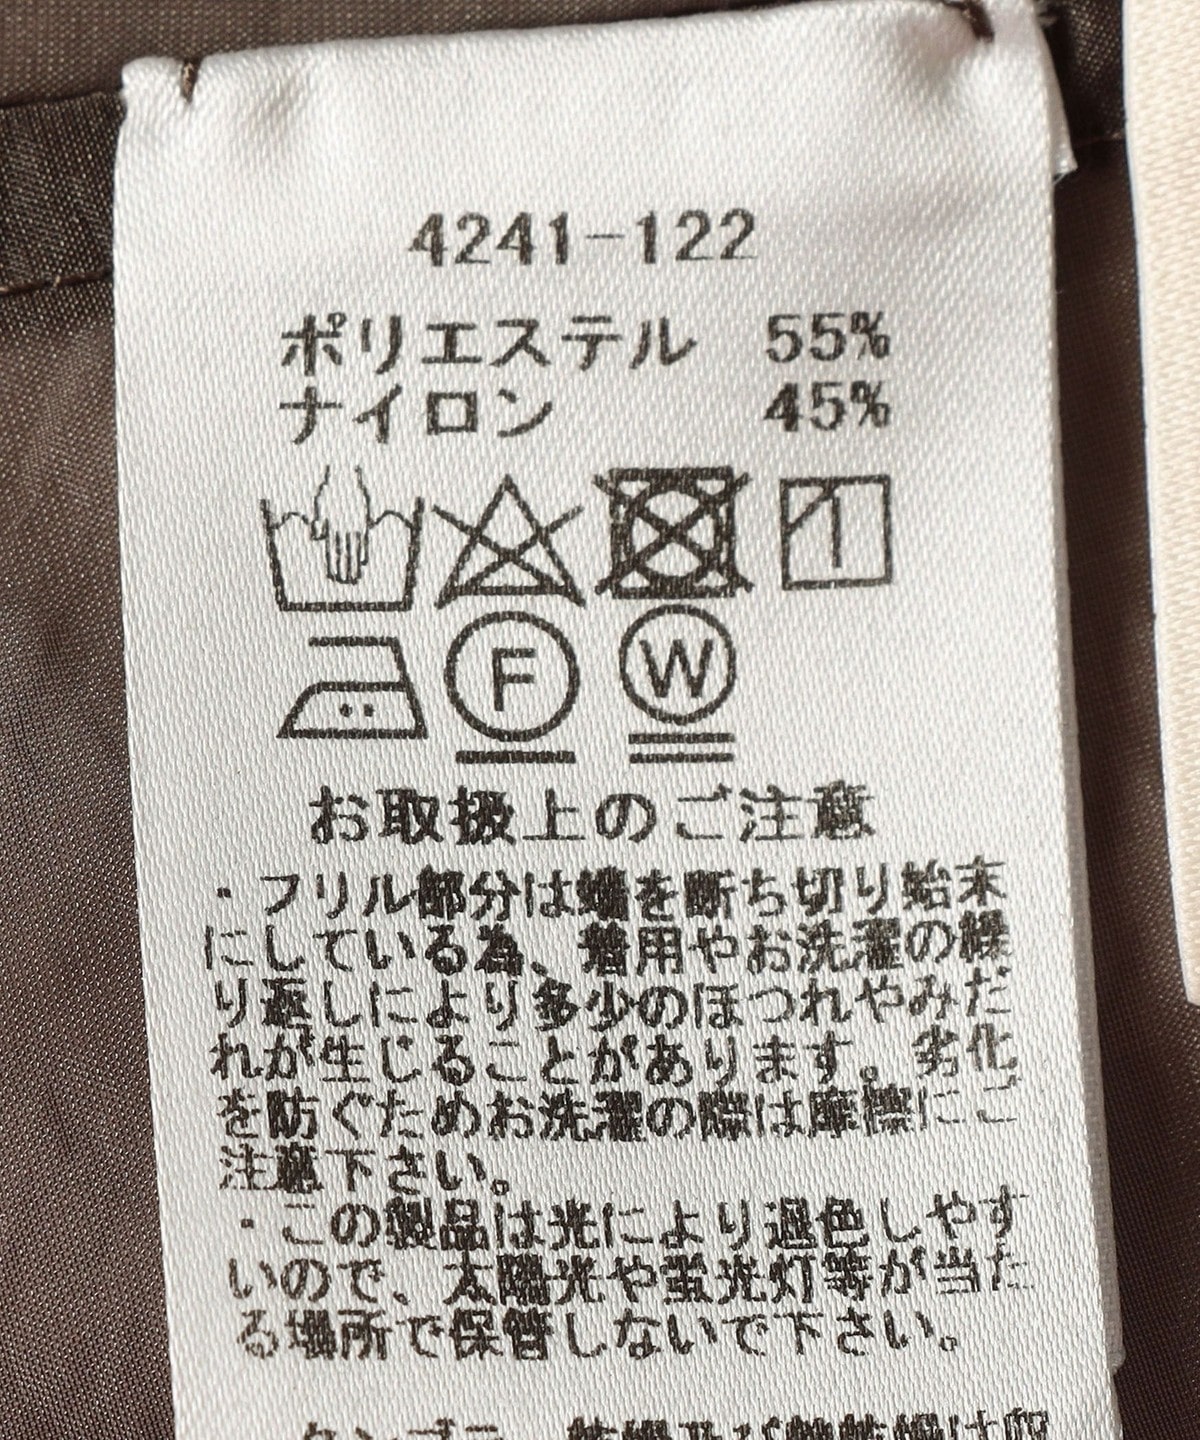 4241-122
ポリエステル 55%
ナイロン 45%
F W
お取扱上のご注意
・フリル部分は端を断ち切り始末
にしている為、着用やお洗濯の繰
り返しにより多少のほつれやみだ
れが生じることがあります。劣化
を防ぐためお洗濯の際は摩擦にご
注意下さい。
・この製品は光により退色しやす
いので、太陽光や蛍光灯等が当た
る場所で保管しないで下さい。